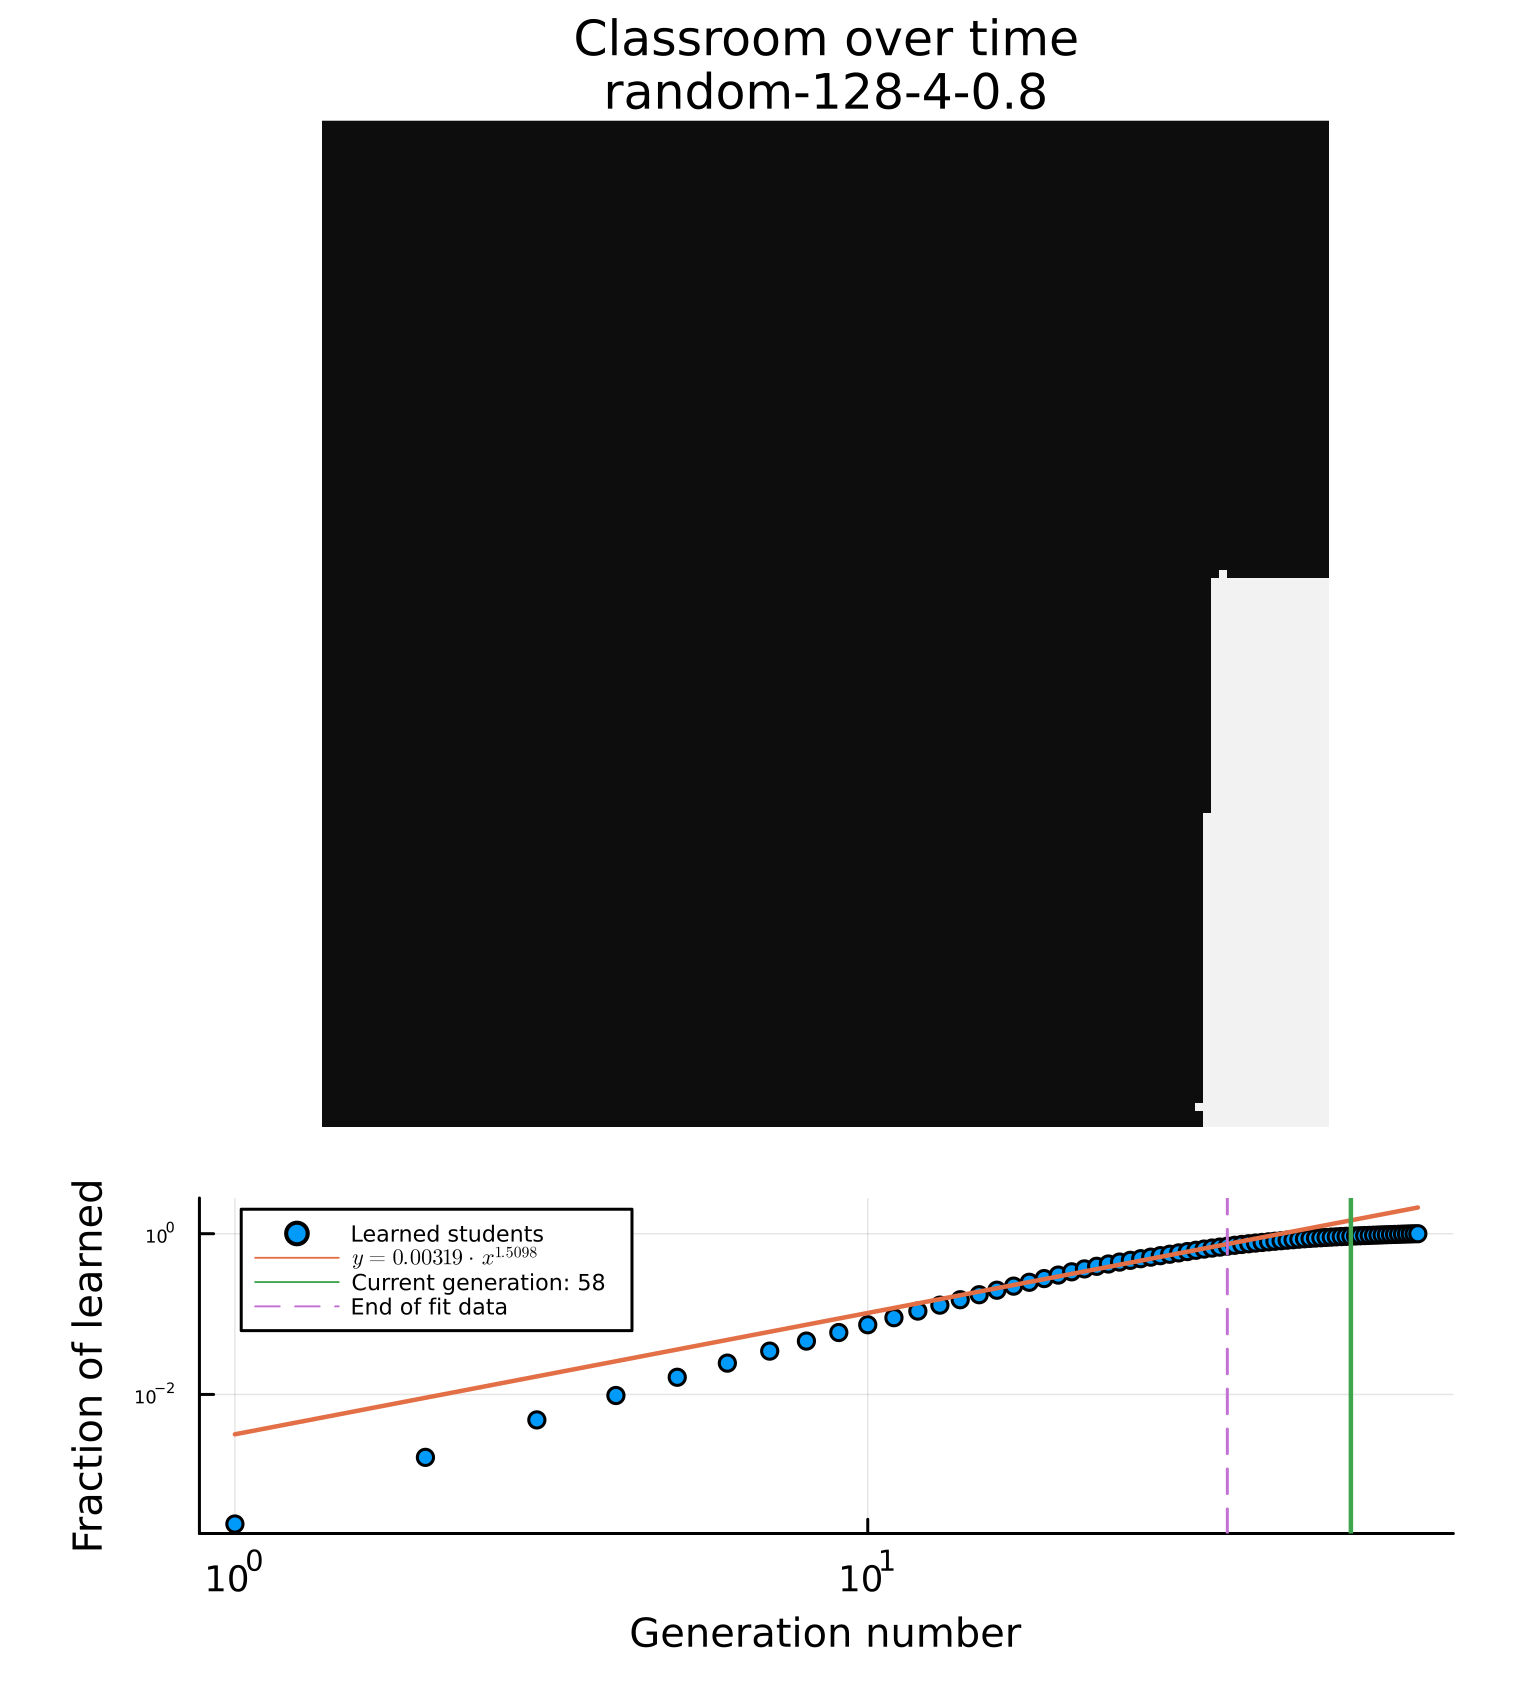 Classroom over time
random-128-4-0.8
Fraction of learned
10⁰
10⁻²
Learned students
y = 0.00319 · x^1.5098
Current generation: 58
End of fit data
10⁰
10¹
Generation number